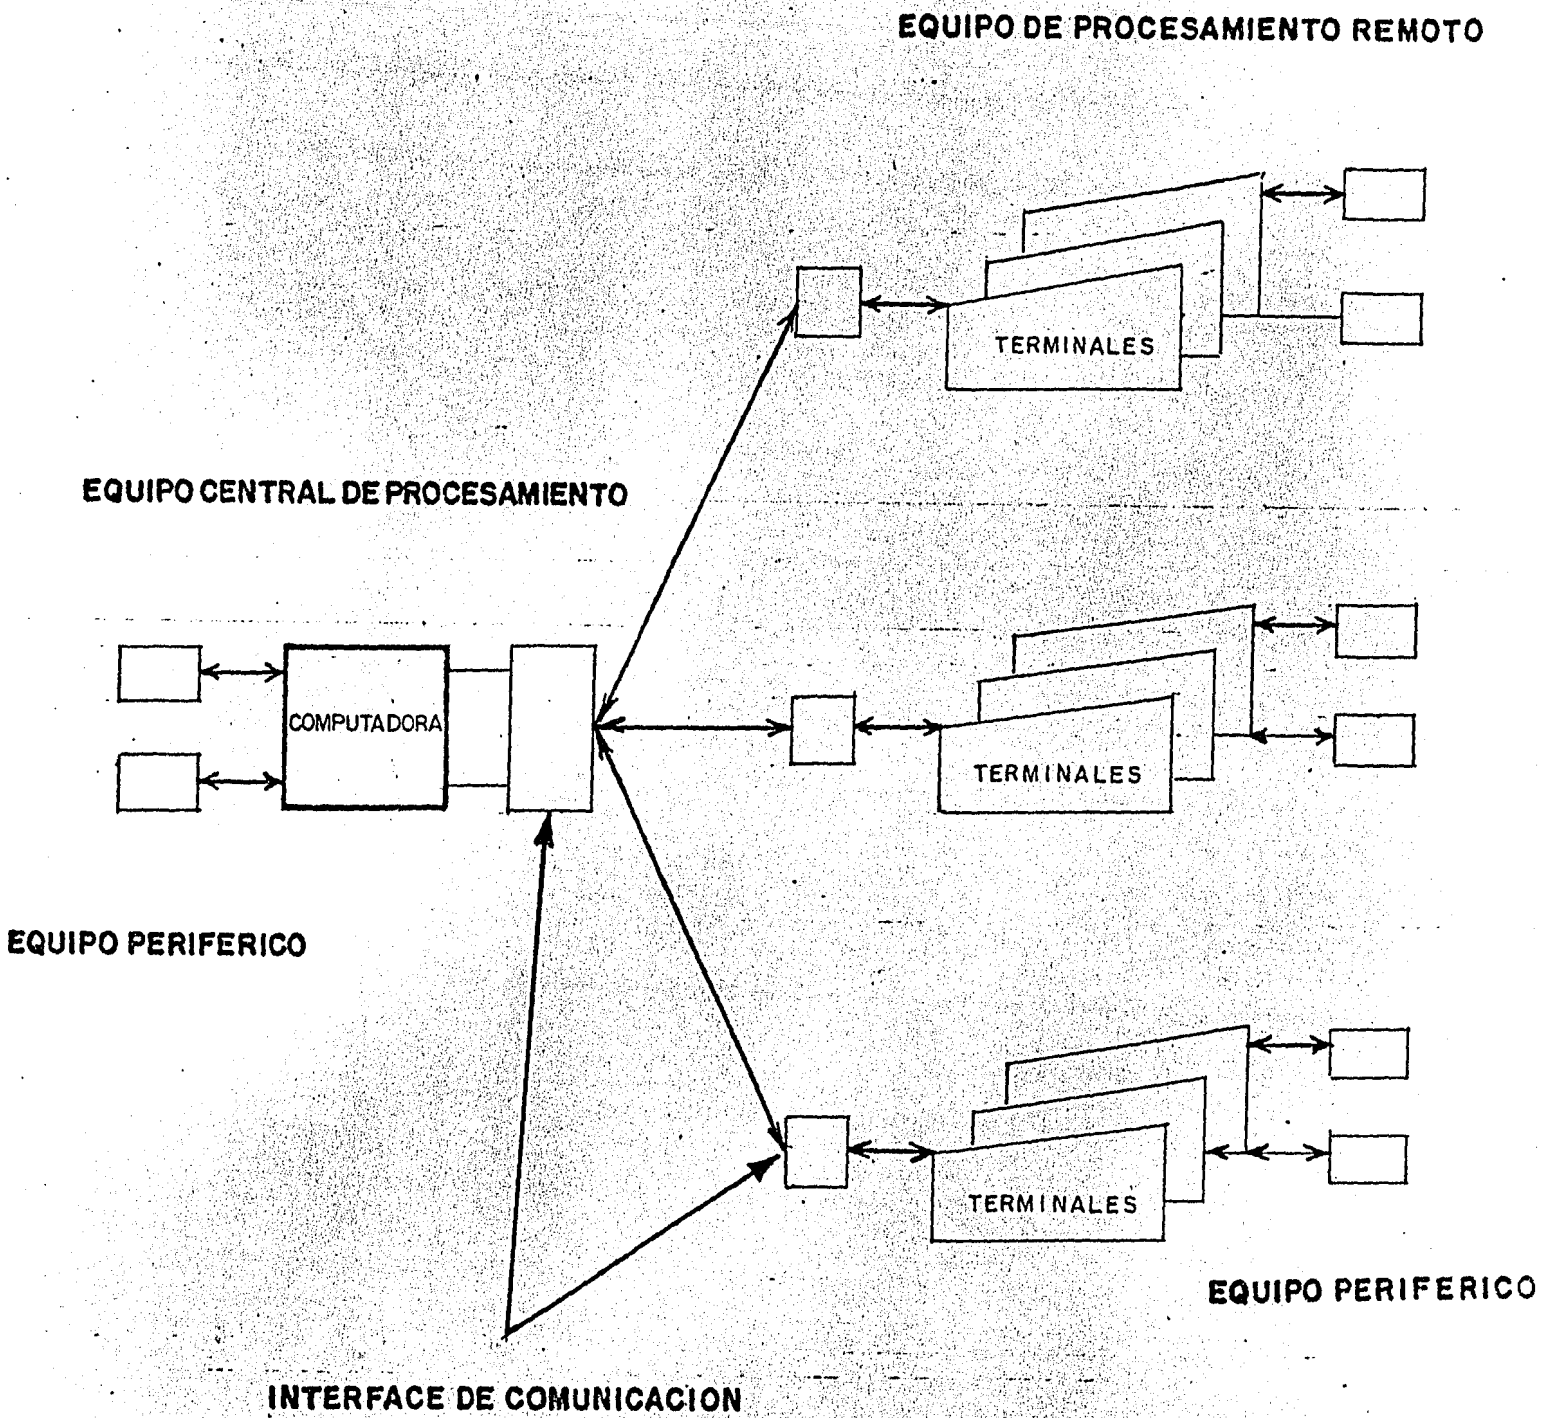 EQUIPO DE PROCESAMIENTO REMOTO
TERMINALES
EQUIPO CENTRAL DE PROCESAMIENTO
COMPUTADORA
TERMINALES
EQUIPO PERIFERICO
TERMINALES
EQUIPO PERIFERICO
INTERFACE DE COMUNICACION